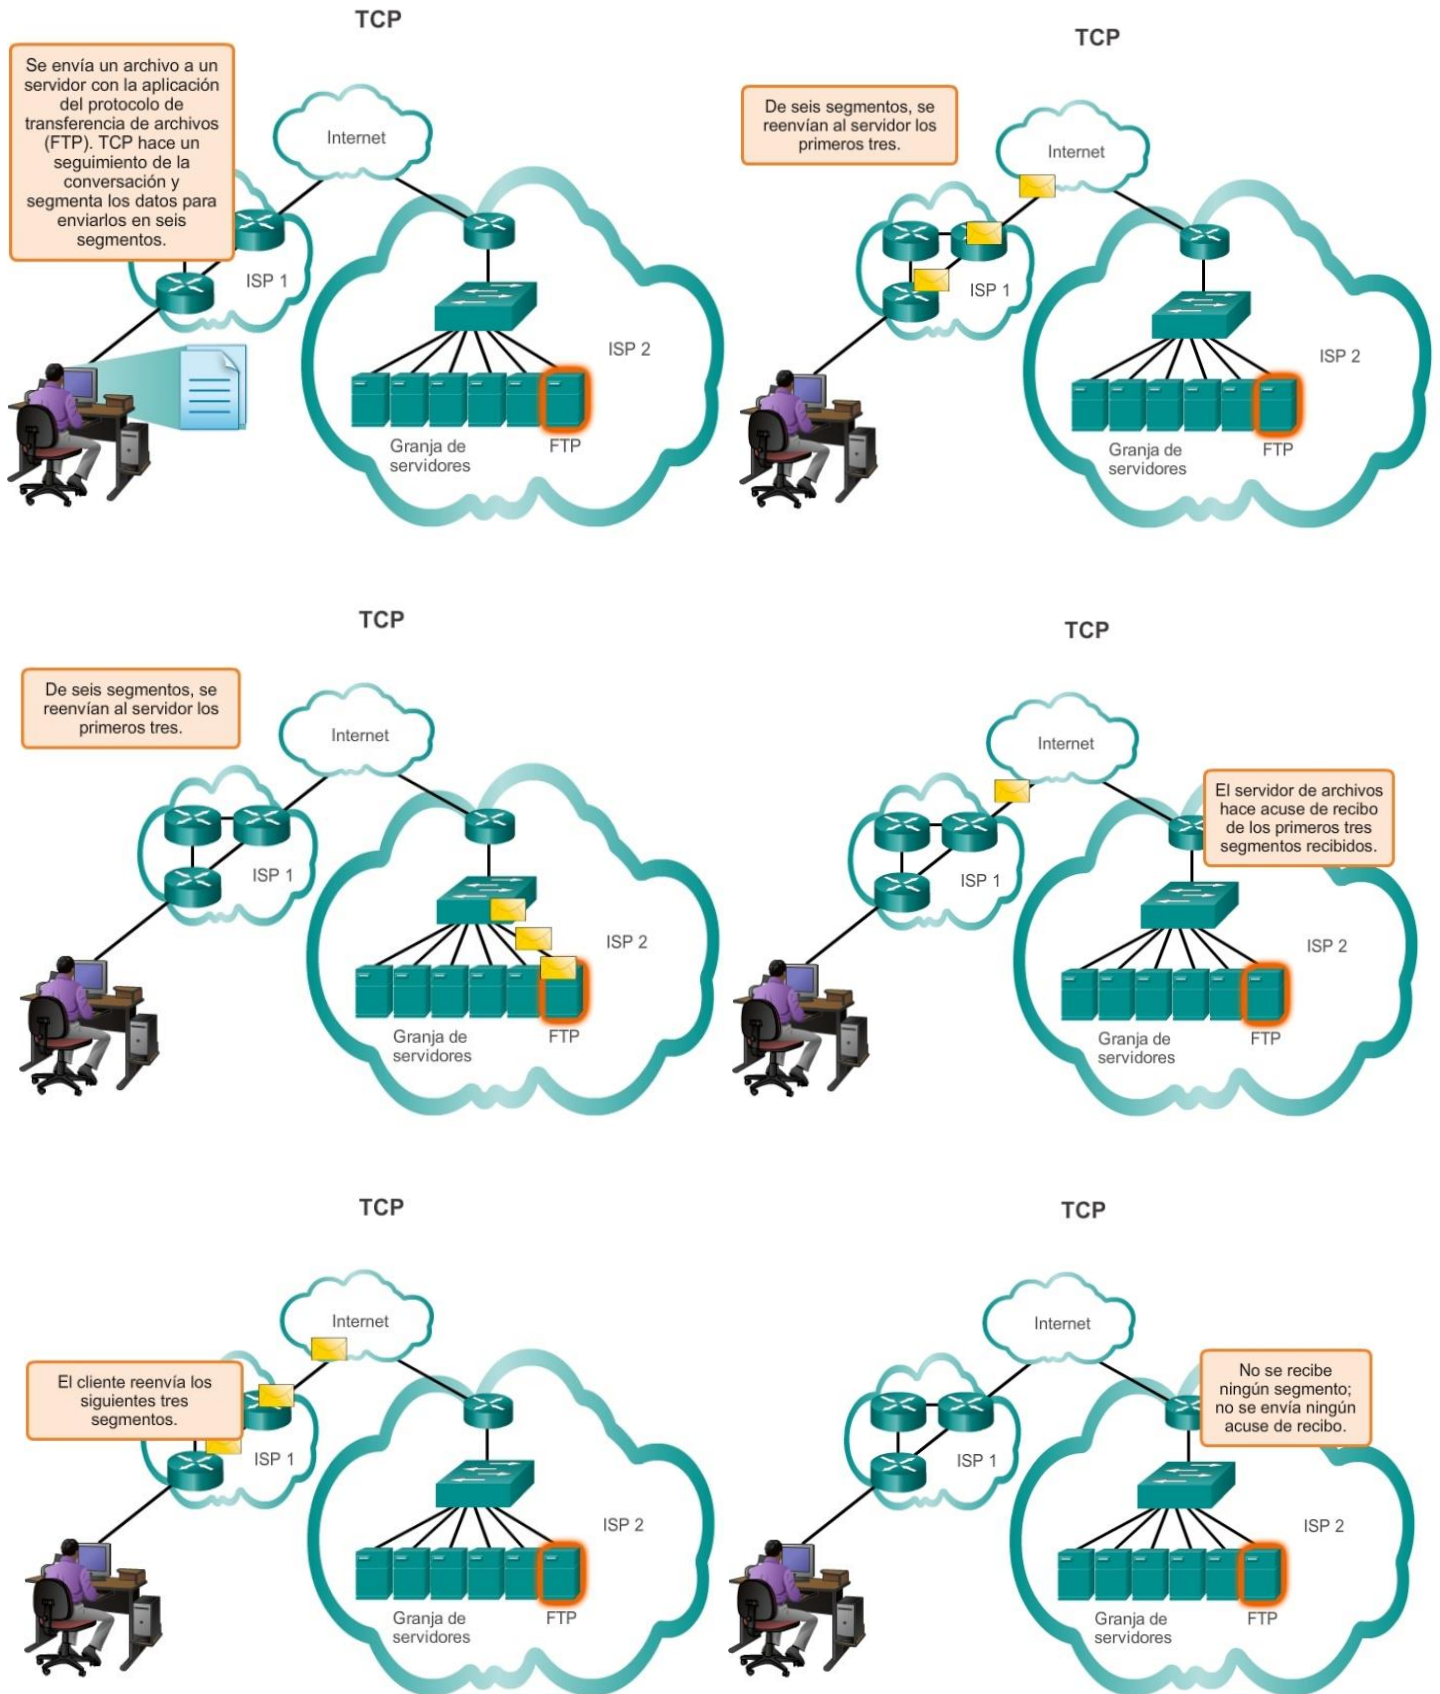 TCP
Se envía un archivo a un
servidor con la aplicación
del protocolo de
transferencia de archivos
(FTP). TCP hace un
seguimiento de la
conversación y
segmenta los datos para
enviarlos en seis
segmentos.
Internet
ISP 1
ISP 2
Granja de
servidores
FTP
TCP
De seis segmentos, se
reenvían al servidor los
primeros tres.
Internet
ISP 1
ISP 2
Granja de
servidores
FTP
TCP
De seis segmentos, se
reenvían al servidor los
primeros tres.
Internet
ISP 1
ISP 2
Granja de
servidores
FTP
TCP
Internet
El servidor de archivos
hace acuse de recibo
de los primeros tres
segmentos recibidos.
ISP 1
ISP 2
Granja de
servidores
FTP
TCP
Internet
El cliente reenvía los
siguientes tres
segmentos.
ISP 1
ISP 2
Granja de
servidores
FTP
TCP
Internet
No se recibe
ningún segmento;
no se envía ningún
acuse de recibo.
ISP 1
ISP 2
Granja de
servidores
FTP